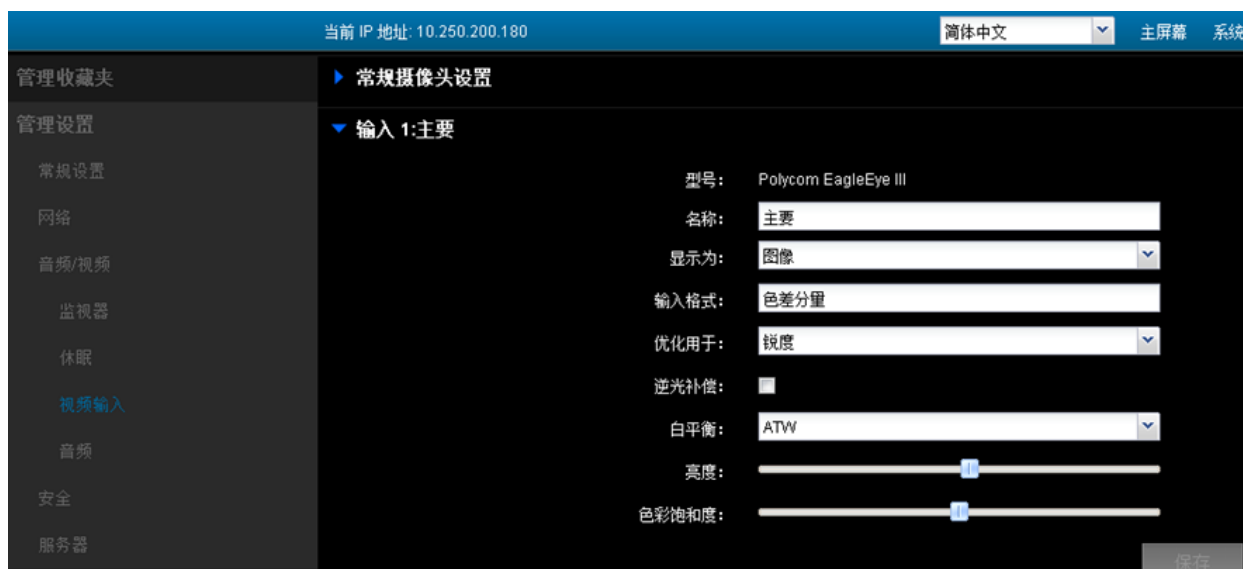 当前 IP 地址: 10.250.200.180
简体中文
主屏幕
系统
管理收藏夹
管理设置
常规设置
网络
音频/视频
监视器
休眠
视频输入
音频
安全
服务器
常规摄像头设置
输入 1:主要
型号: Polycom EagleEye III
名称: 主要
显示为: 图像
输入格式: 色差分量
优化用于: 锐度
逆光补偿:
白平衡: ATW
亮度:
色彩饱和度:
保存